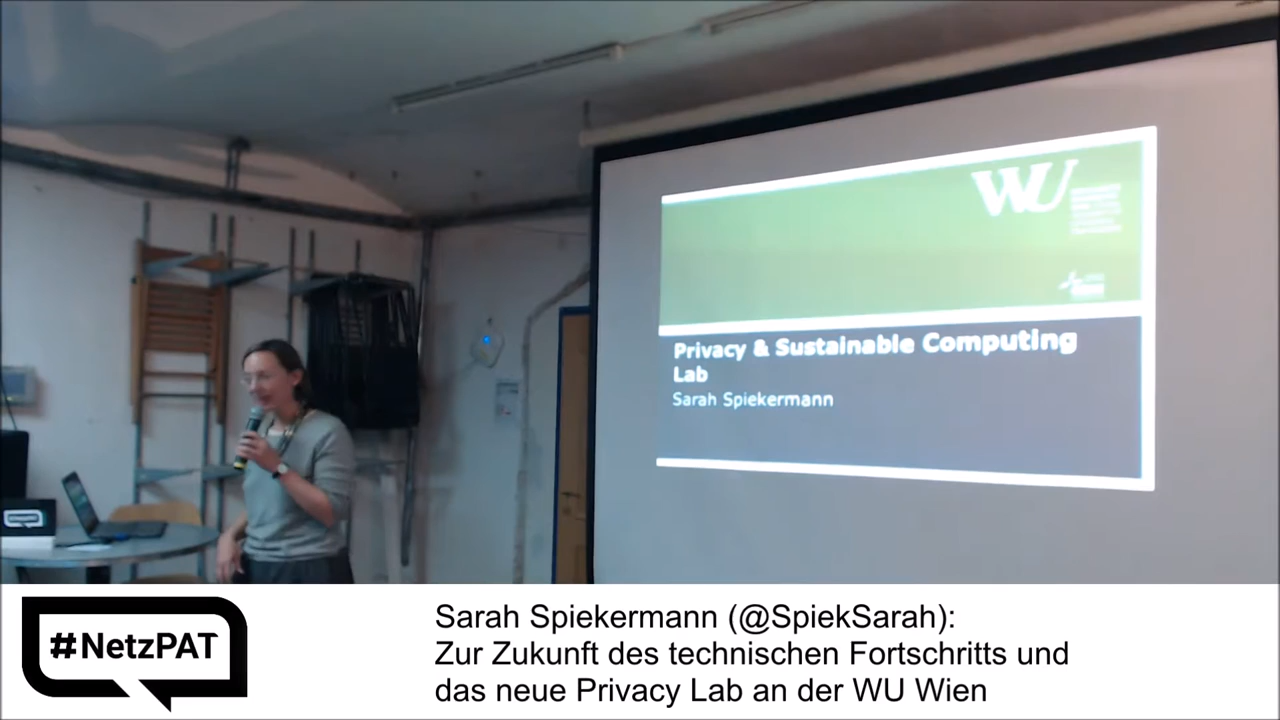 WU
Privacy & Sustainable Computing
Lab
Sarah Spiekermann
#NetzPAT
Sarah Spiekermann (@SpiekSarah):
Zur Zukunft des technischen Fortschritts und
das neue Privacy Lab an der WU Wien